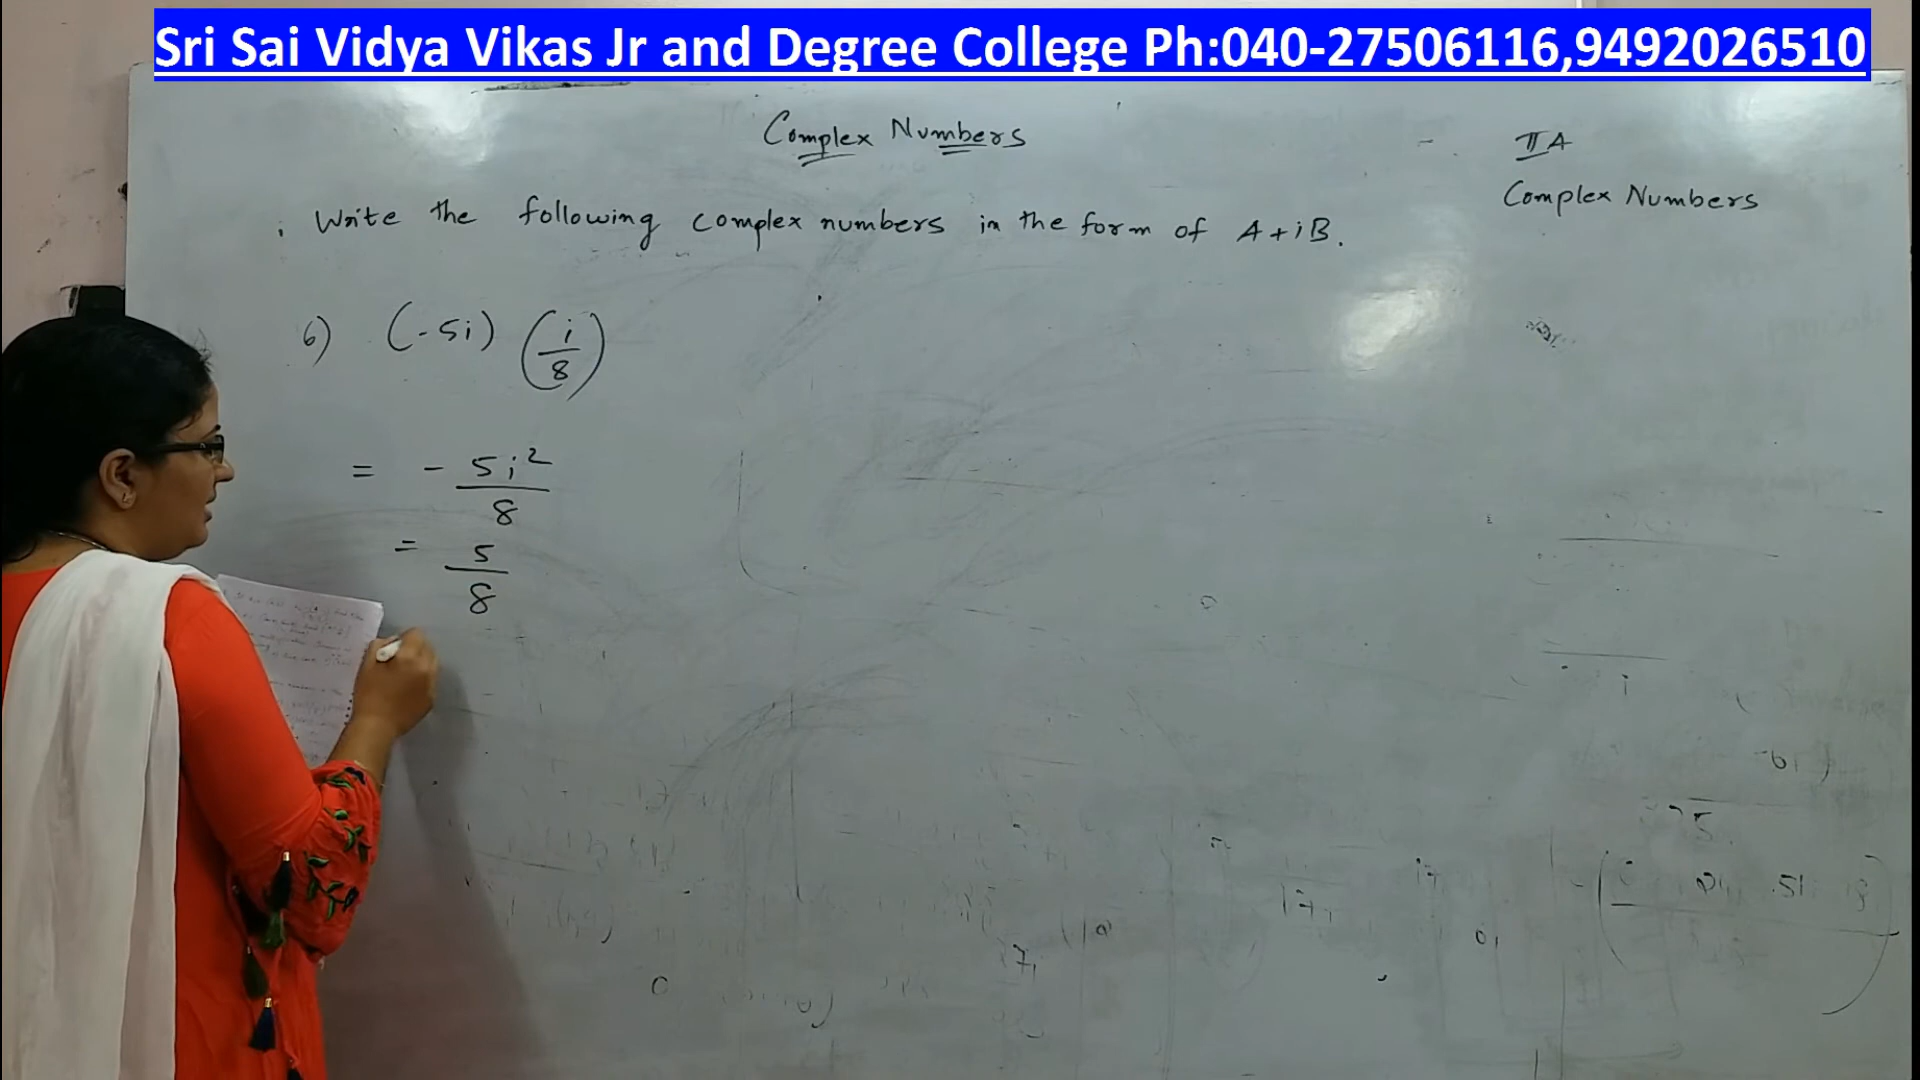 Sri Sai Vidya Vikas Jr and Degree College Ph:040-27506116,9492026510
Complex Numbers
II A
Complex Numbers
Write the following complex numbers in the form of A+iB.
6) (-5i) (i/8)
= - 5i²/8
= 5/8